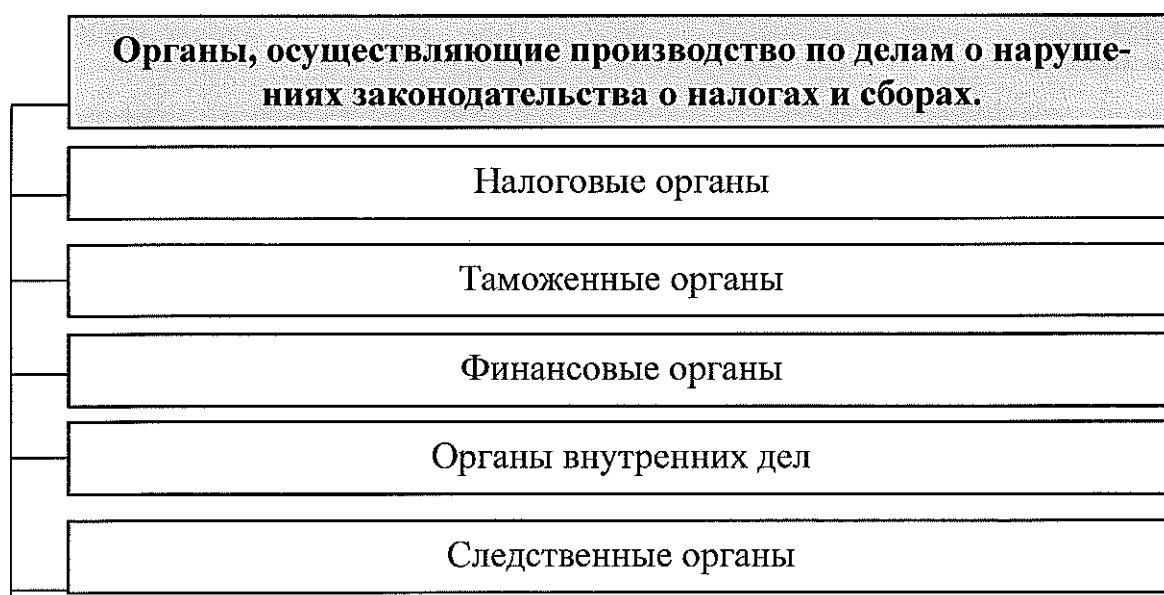 Органы, осуществляющие производство по делам о наруше-
ниях законодательства о налогах и сборах.
Налоговые органы
Таможенные органы
Финансовые органы
Органы внутренних дел
Следственные органы